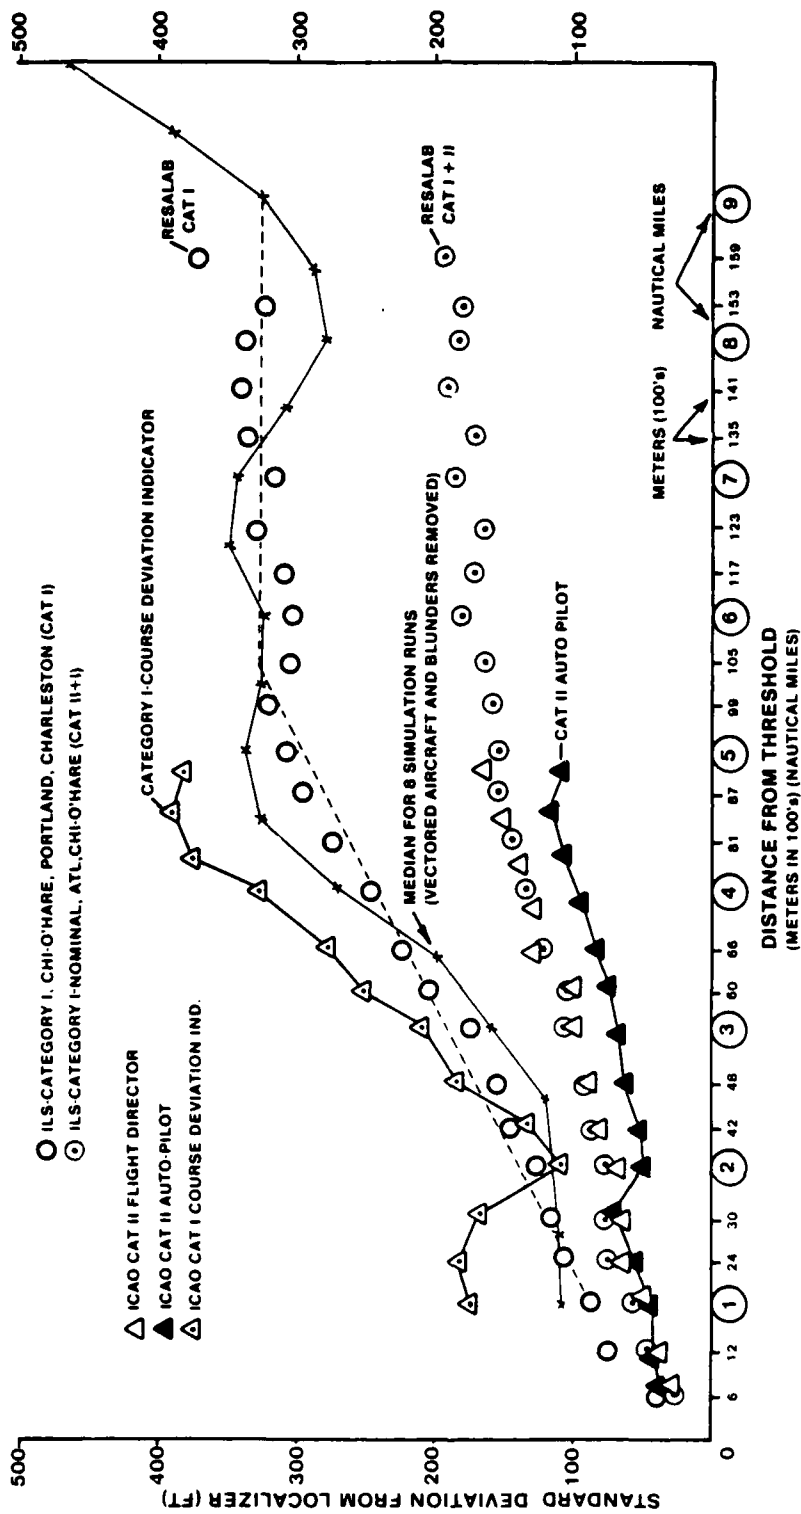 ILS-CATEGORY I, CHI-O'HARE, PORTLAND, CHARLESTON (CAT I)
ILS-CATEGORY I-NOMINAL, ATL,CHI-O'HARE (CAT II+I)
ICAO CAT II FLIGHT DIRECTOR
ICAO CAT II AUTO-PILOT
ICAO CAT I COURSE DEVIATION IND.
CATEGORY I-COURSE DEVIATION INDICATOR
RESALAB
CAT I
MEDIAN FOR 8 SIMULATION RUNS
(VECTORED AIRCRAFT AND BLUNDERS REMOVED)
RESALAB
CAT I + II
CAT II AUTO PILOT
METERS (100's)
NAUTICAL MILES
STANDARD DEVIATION FROM LOCALIZER (FT)
500
400
300
200
100
0
500
400
300
200
100
6 12 1 24 30 2 42 48 3 60 66 4 81 87 5 99 105 6 117 123 7 135 141 8 153 159 9
DISTANCE FROM THRESHOLD
(METERS IN 100's) (NAUTICAL MILES)